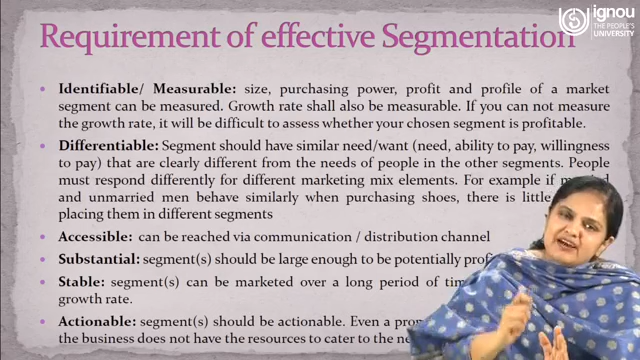 Requirement of effective Segmentation
ignou
THE PEOPLE'S
UNIVERSITY
• Identifiable/ Measurable: size, purchasing power, profit and profile of a market
segment can be measured. Growth rate shall also be measurable. If you can not measure
the growth rate, it will be difficult to assess whether your chosen segment is profitable.
• Differentiable: Segment should have similar need/want (need, ability to pay, willingness
to pay) that are clearly different from the needs of people in the other segments. People
must respond differently for different marketing mix elements. For example if
and unmarried men behave similarly when purchasing shoes, there is little
placing them in different segments
• Accessible: can be reached via communication / distribution channel
• Substantial: segment(s) should be large enough to be potentially
• Stable: segment(s) can be marketed over a long period of
growth rate.
• Actionable: segment(s) should be actionable. Even a
the business does not have the resources to cater to the